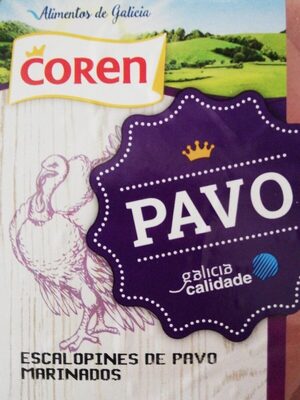 Alimentos de Galicia
COREN
PAVO
galicia
calidade
ESCALOPINES DE PAVO
MARINADOS